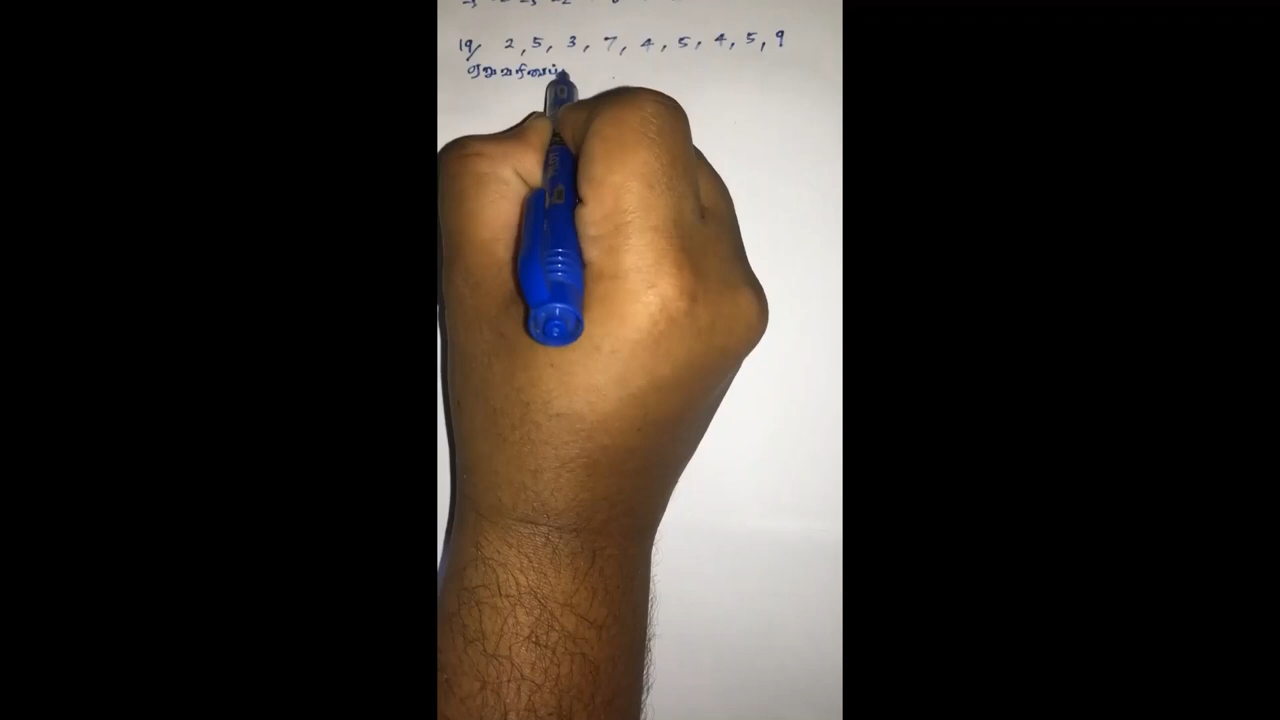 19/ 2, 5, 3, 7, 4, 5, 4, 5, 9
ஏறுவரிசைப்